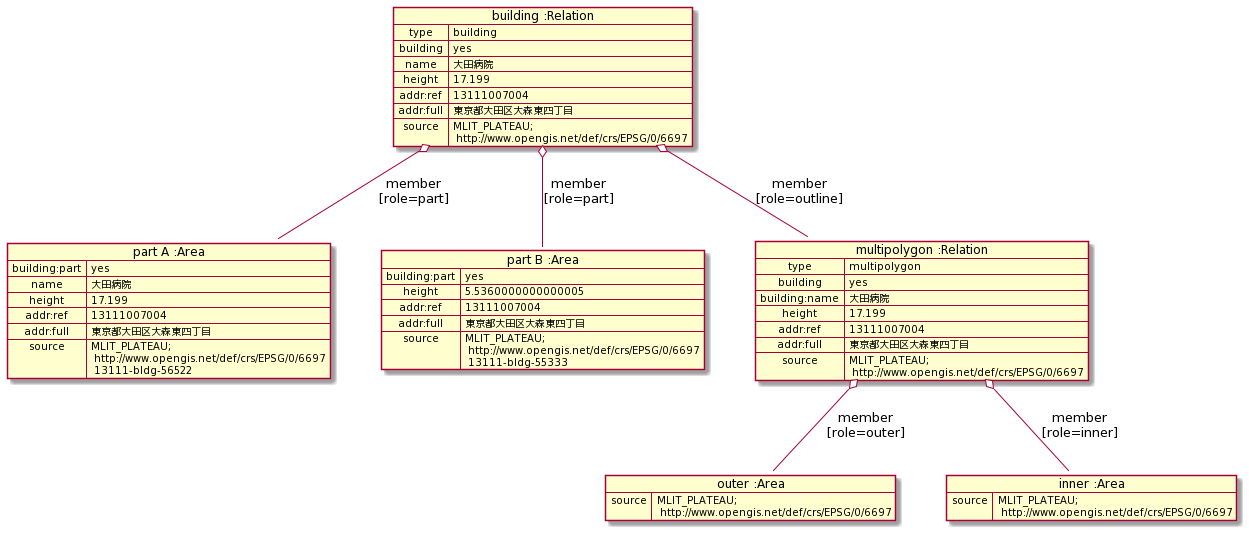 building :Relation
type building
building yes
name 大田病院
height 17.199
addr:ref 13111007004
addr:full 東京都大田区大森東四丁目
source MLIT_PLATEAU;
http://www.opengis.net/def/crs/EPSG/0/6697
member
[role=part]
member
[role=part]
member
[role=outline]
part A :Area
building:part yes
name 大田病院
height 17.199
addr:ref 13111007004
addr:full 東京都大田区大森東四丁目
source MLIT_PLATEAU;
http://www.opengis.net/def/crs/EPSG/0/6697
13111-bldg-56522
part B :Area
building:part yes
height 5.5360000000000005
addr:ref 13111007004
addr:full 東京都大田区大森東四丁目
source MLIT_PLATEAU;
http://www.opengis.net/def/crs/EPSG/0/6697
13111-bldg-55333
multipolygon :Relation
type multipolygon
building yes
building:name 大田病院
height 17.199
addr:ref 13111007004
addr:full 東京都大田区大森東四丁目
source MLIT_PLATEAU;
http://www.opengis.net/def/crs/EPSG/0/6697
member
[role=outer]
member
[role=inner]
outer :Area
source MLIT_PLATEAU;
http://www.opengis.net/def/crs/EPSG/0/6697
inner :Area
source MLIT_PLATEAU;
http://www.opengis.net/def/crs/EPSG/0/6697